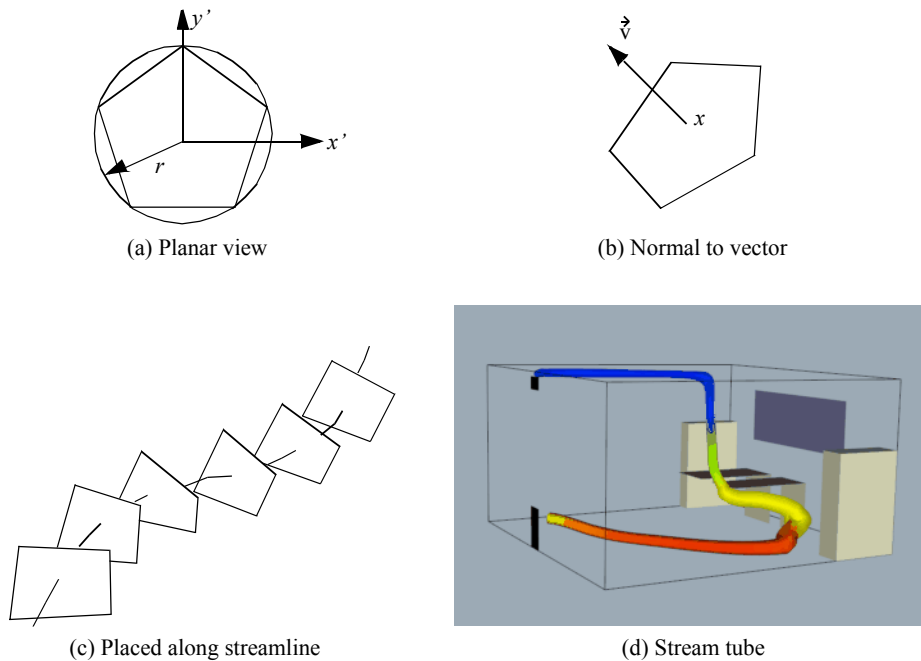 y’
x’
r
(a) Planar view
v
x
(b) Normal to vector
(c) Placed along streamline
(d) Stream tube